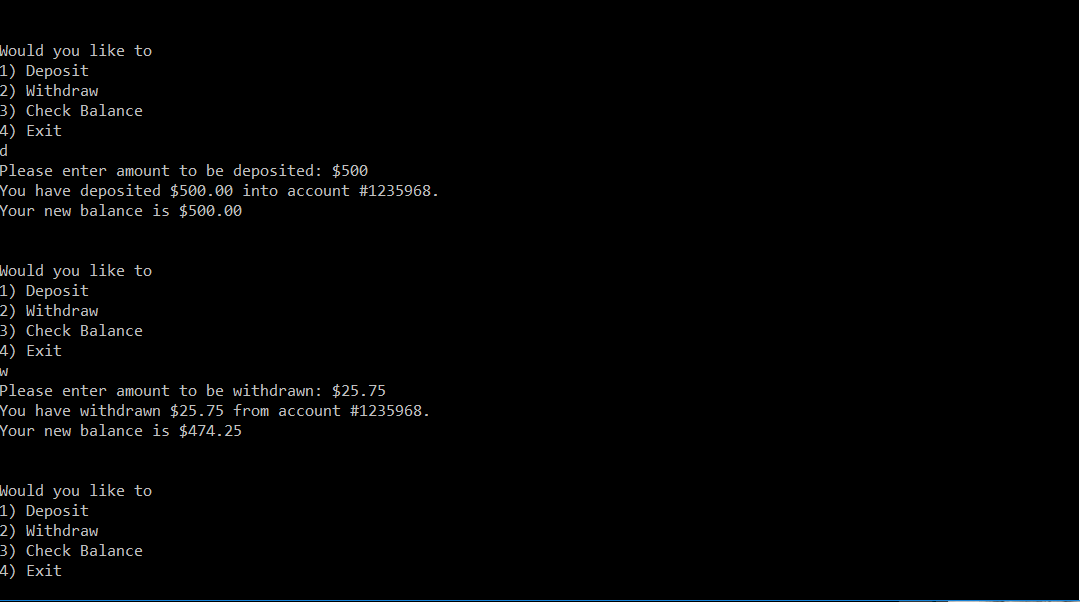 Would you like to
1) Deposit
2) Withdraw
3) Check Balance
4) Exit
d
Please enter amount to be deposited: $500
You have deposited $500.00 into account #1235968.
Your new balance is $500.00
Would you like to
1) Deposit
2) Withdraw
3) Check Balance
4) Exit
w
Please enter amount to be withdrawn: $25.75
You have withdrawn $25.75 from account #1235968.
Your new balance is $474.25
Would you like to
1) Deposit
2) Withdraw
3) Check Balance
4) Exit